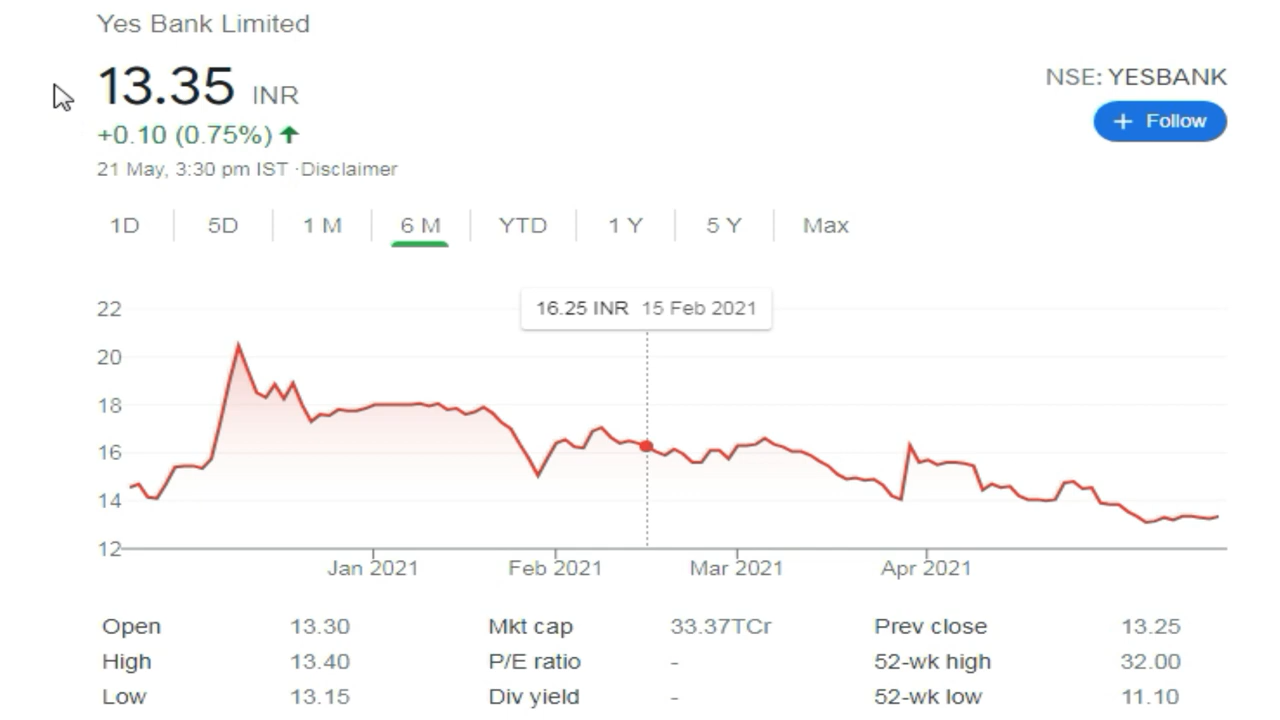 Yes Bank Limited
13.35 INR
NSE: YESBANK
+ Follow
+0.10 (0.75%)
21 May, 3:30 pm IST ·Disclaimer
1D 5D 1 M 6 M YTD 1 Y 5 Y Max
16.25 INR 15 Feb 2021
22
20
18
16
14
12
Jan 2021 Feb 2021 Mar 2021 Apr 2021
Open 13.30 Mkt cap 33.37TCr Prev close 13.25
High 13.40 P/E ratio - 52-wk high 32.00
Low 13.15 Div yield - 52-wk low 11.10